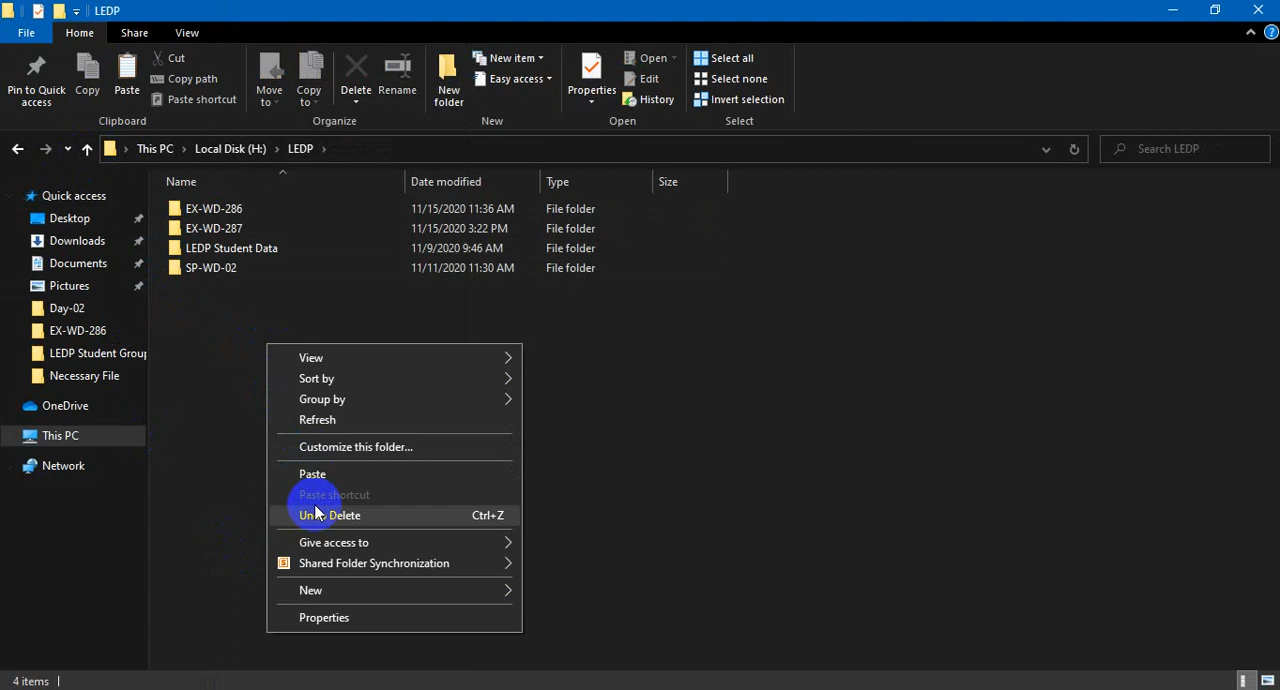 LEDP
File Home Share View
Pin to Quick access
Copy
Paste
Cut
Copy path
Paste shortcut
Clipboard
Move to
Copy to
Delete
Rename
Organize
New folder
New item
Easy access
New
Properties
Open
Edit
History
Open
Select all
Select none
Invert selection
Select
This PC Local Disk (H:) LEDP
Search LEDP
Quick access
Desktop
Downloads
Documents
Pictures
Day-02
EX-WD-286
LEDP Student Group
Necessary File
OneDrive
This PC
Network
Name Date modified Type Size
EX-WD-286 11/15/2020 11:36 AM File folder
EX-WD-287 11/15/2020 3:22 PM File folder
LEDP Student Data 11/9/2020 9:46 AM File folder
SP-WD-02 11/11/2020 11:30 AM File folder
View
Sort by
Group by
Refresh
Customize this folder...
Paste
Paste shortcut
Undo Delete Ctrl+Z
Give access to
S Shared Folder Synchronization
New
Properties
4 items